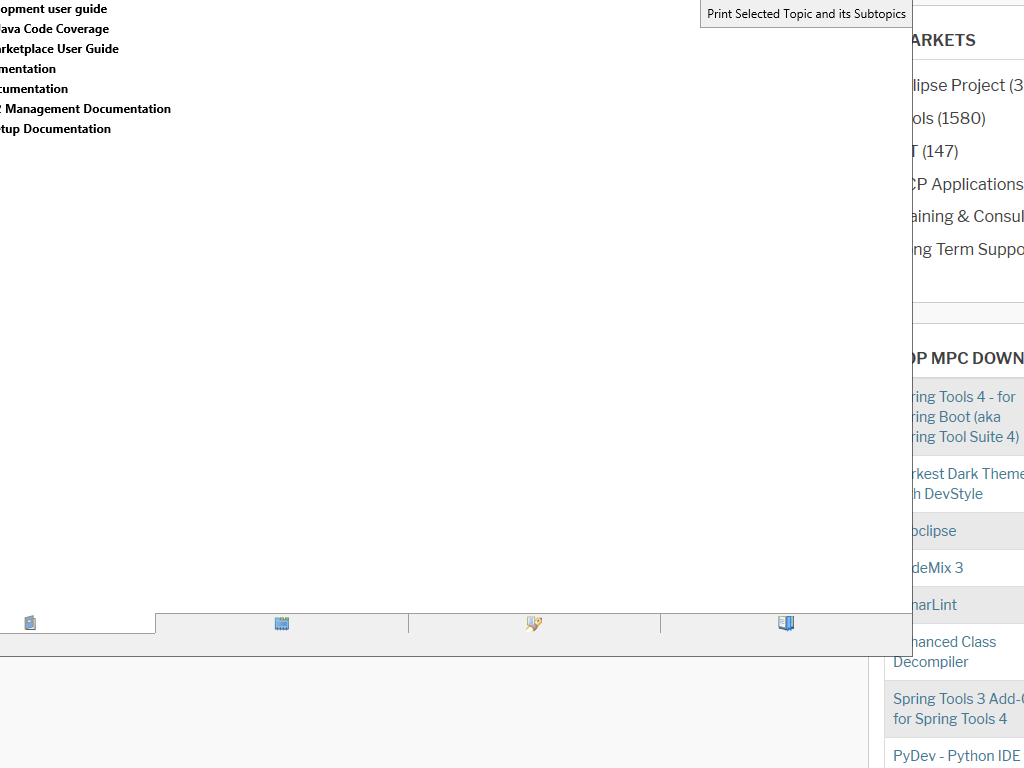 opment user guide
Java Code Coverage
rketplace User Guide
mentation
cumentation
2 Management Documentation
tup Documentation
Print Selected Topic and its Subtopics
ARKETS
lipse Project (3
ols (1580)
T (147)
CP Applications
aining & Consul
ng Term Suppo
OP MPC DOWN
ring Tools 4 - for
ring Boot (aka
ring Tool Suite 4)
rkest Dark Theme
h DevStyle
oclipse
deMix 3
narLint
hanced Class
Decompiler
Spring Tools 3 Add-O
for Spring Tools 4
PyDev - Python IDE